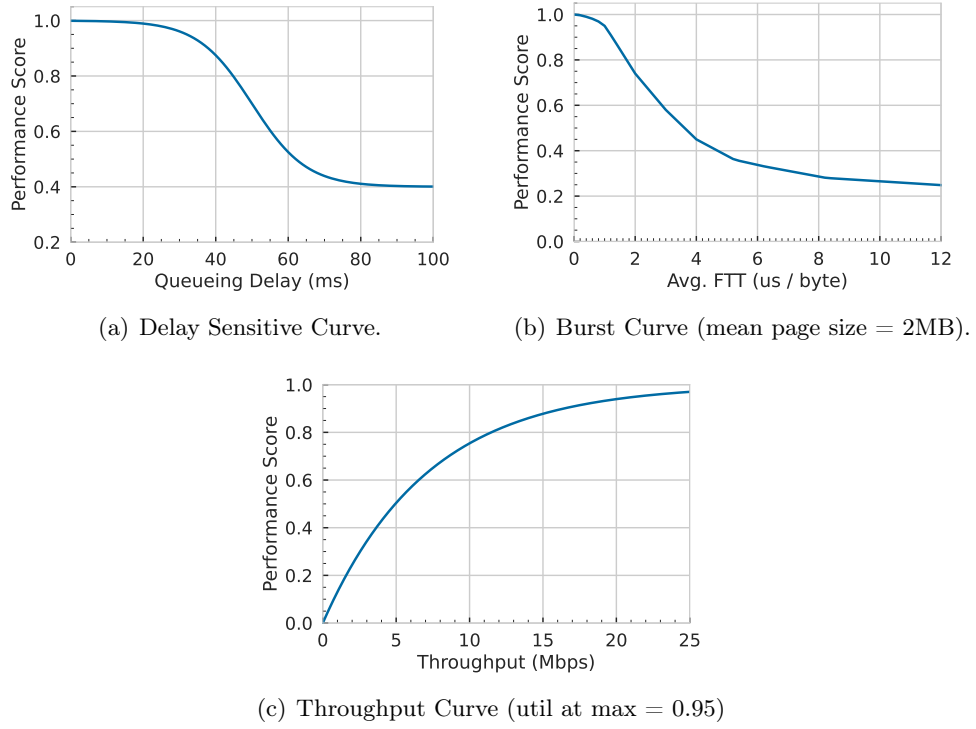 1.0
0.8
0.6
0.4
0.2
Performance Score
0 20 40 60 80 100
Queueing Delay (ms)
(a) Delay Sensitive Curve.
1.0
0.8
0.6
0.4
0.2
0.0
Performance Score
0 2 4 6 8 10 12
Avg. FTT (us / byte)
(b) Burst Curve (mean page size = 2MB).
1.0
0.8
0.6
0.4
0.2
0.0
Performance Score
0 5 10 15 20 25
Throughput (Mbps)
(c) Throughput Curve (util at max = 0.95)